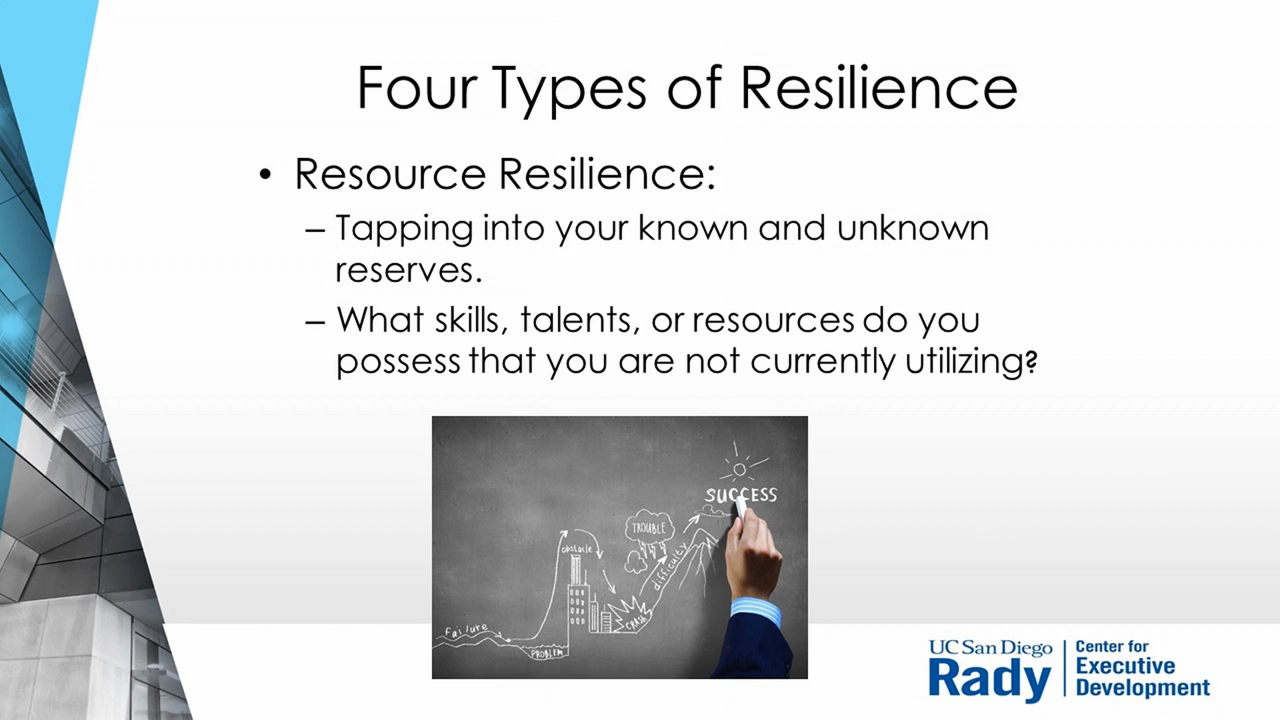 Four Types of Resilience
• Resource Resilience:
– Tapping into your known and unknown
reserves.
– What skills, talents, or resources do you
possess that you are not currently utilizing?
SUCCESS
TROUBLE
obstacle
difficulty
CRASH
Failure
PROBLEM
UC San Diego
Rady
Center for
Executive
Development